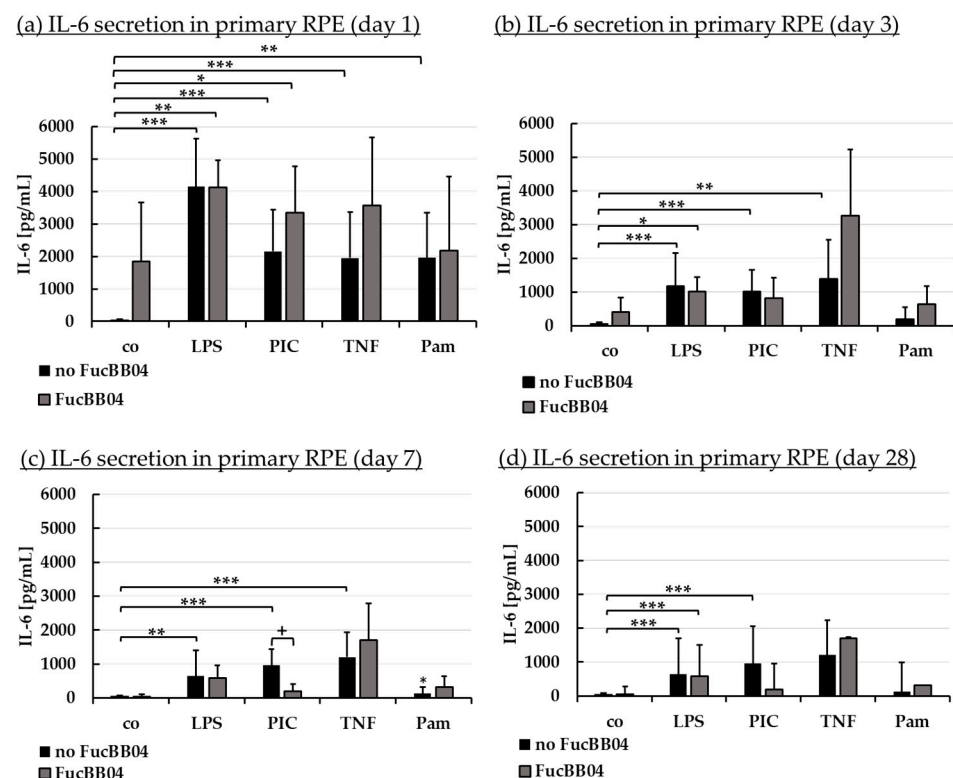 (a) IL-6 secretion in primary RPE (day 1)
**
***
*
***
**
***
6000
5000
4000
3000
2000
1000
0
IL-6 [pg/mL]
co LPS PIC TNF Pam
no FucBB04
FucBB04
(b) IL-6 secretion in primary RPE (day 3)
6000
5000
4000
3000
2000
1000
0
IL-6 [pg/mL]
**
***
*
***
co LPS PIC TNF Pam
no FucBB04
FucBB04
(c) IL-6 secretion in primary RPE (day 7)
6000
5000
4000
3000
2000
1000
0
IL-6 [pg/mL]
***
***
**
+
*
co LPS PIC TNF Pam
no FucBB04
FucBB04
(d) IL-6 secretion in primary RPE (day 28)
6000
5000
4000
3000
2000
1000
0
IL-6 [pg/mL]
***
***
***
co LPS PIC TNF Pam
no FucBB04
FucBB04